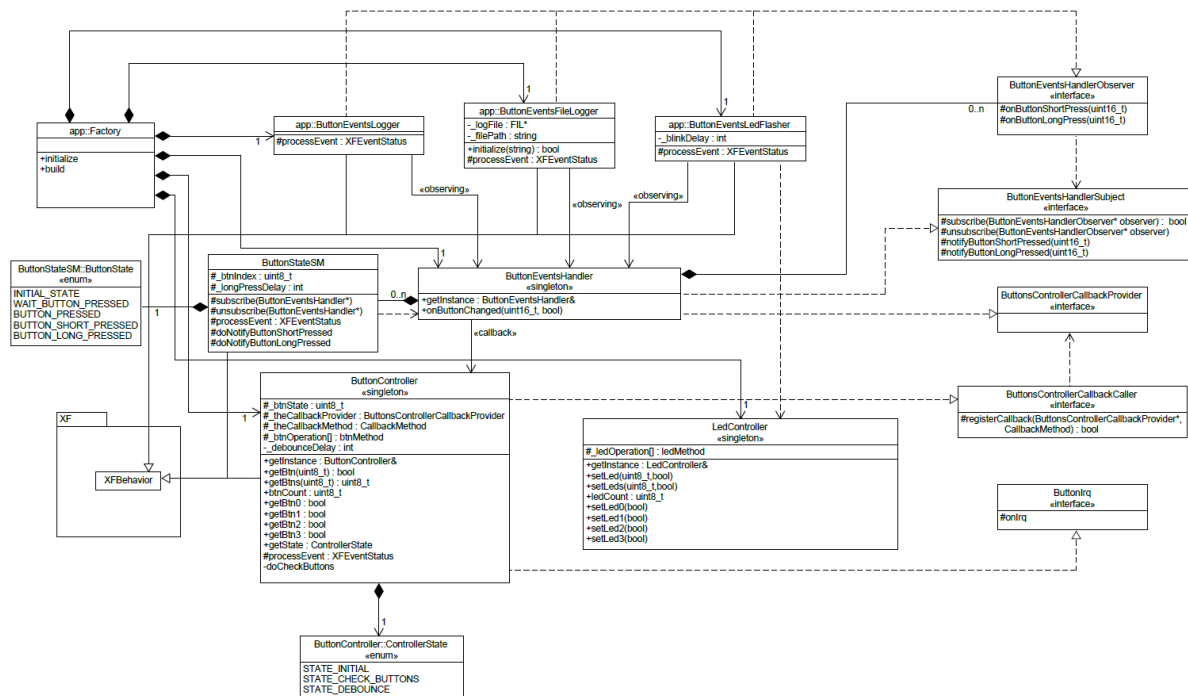 ButtonEventsHandlerObserver
«interface»
#onButtonShortPress(uint16_t)
#onButtonLongPress(uint16_t)
0..n
1
1
app::ButtonEventsFileLogger
-_logFile : FIL*
-_filePath : string
+initialize(string) : bool
#processEvent : XFEventStatus
app::ButtonEventsLogger
#processEvent : XFEventStatus
1
app::ButtonEventsLedFlasher
-_blinkDelay : int
#processEvent : XFEventStatus
app::Factory
+initialize
+build
«observing»
«observing»
«observing»
ButtonEventsHandlerSubject
«interface»
#subscribe(ButtonEventsHandlerObserver* observer) : bool
#unsubscribe(ButtonEventsHandlerObserver* observer)
#notifyButtonShortPressed(uint16_t)
#notifyButtonLongPressed(uint16_t)
1
ButtonStateSM::ButtonState
«enum»
INITIAL_STATE
WAIT_BUTTON_PRESSED
BUTTON_PRESSED
BUTTON_SHORT_PRESSED
BUTTON_LONG_PRESSED
1
ButtonStateSM
#_btnIndex : uint8_t
#_longPressDelay : int
#subscribe(ButtonEventsHandler*)
#unsubscribe(ButtonEventsHandler*)
#processEvent : XFEventStatus
#doNotifyButtonShortPressed
#doNotifyButtonLongPressed
0..n
ButtonEventsHandler
«singleton»
+getInstance : ButtonEventsHandler&
+onButtonChanged(uint16_t, bool)
ButtonsControllerCallbackProvider
«interface»
«callback»
ButtonController
«singleton»
#_btnState : uint8_t
#_theCallbackProvider : ButtonsControllerCallbackProvider
#_theCallbackMethod : CallbackMethod
#_btnOperation[] : btnMethod
-_debounceDelay : int
+getInstance : ButtonController&
+getBtn(uint8_t) : bool
+getBtns(uint8_t) : uint8_t
+btnCount : uint8_t
+getBtn0 : bool
+getBtn1 : bool
+getBtn2 : bool
+getBtn3 : bool
+getState : ControllerState
#processEvent : XFEventStatus
-doCheckButtons
1
1
ButtonsControllerCallbackCaller
«interface»
#registerCallback(ButtonsControllerCallbackProvider*,
CallbackMethod) : bool
LedController
«singleton»
#_ledOperation[] : ledMethod
+getInstance : LedController&
+setLed(uint8_t,bool)
+setLeds(uint8_t,bool)
+ledCount : uint8_t
+setLed0(bool)
+setLed1(bool)
+setLed2(bool)
+setLed3(bool)
XF
XFBehavior
ButtonIrq
«interface»
#onIrq
1
ButtonController::ControllerState
«enum»
STATE_INITIAL
STATE_CHECK_BUTTONS
STATE_DEBOUNCE